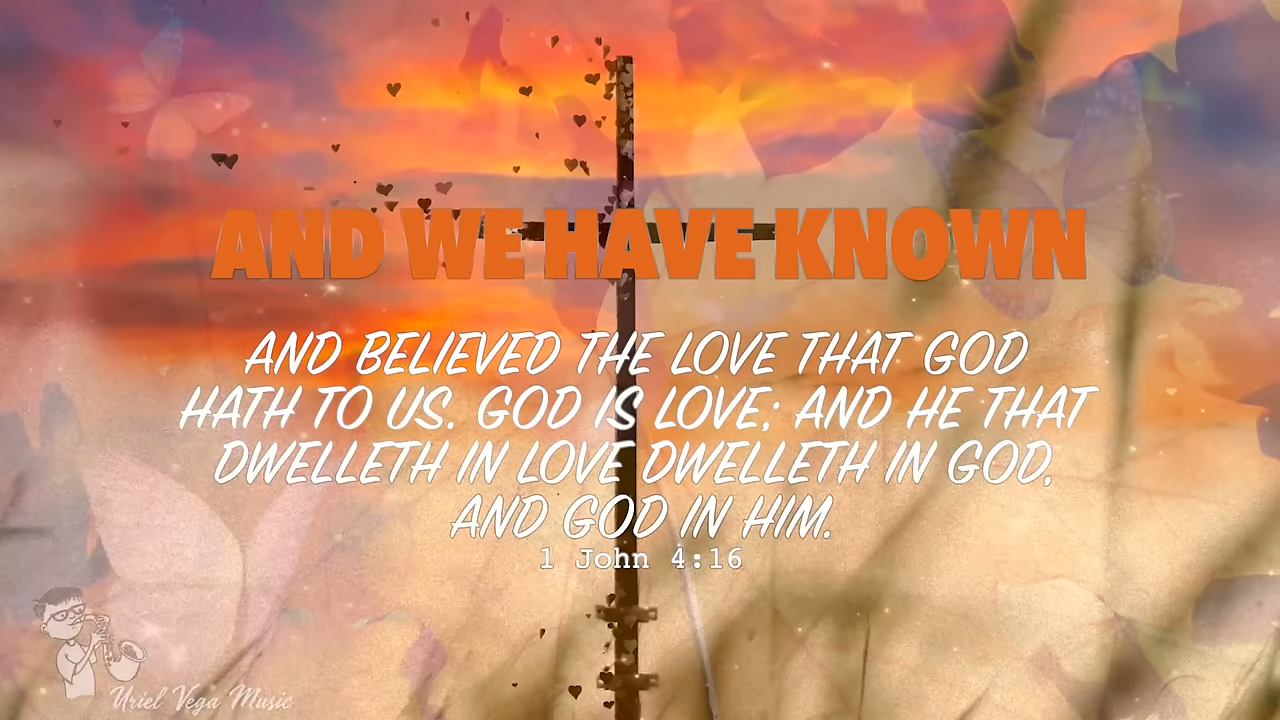 AND WE HAVE KNOWN
AND BELIEVED THE LOVE THAT GOD
HATH TO US. GOD IS LOVE; AND HE THAT
DWELLETH IN LOVE DWELLETH IN GOD,
AND GOD IN HIM.
1 John 4:16
Uriel Vega Music